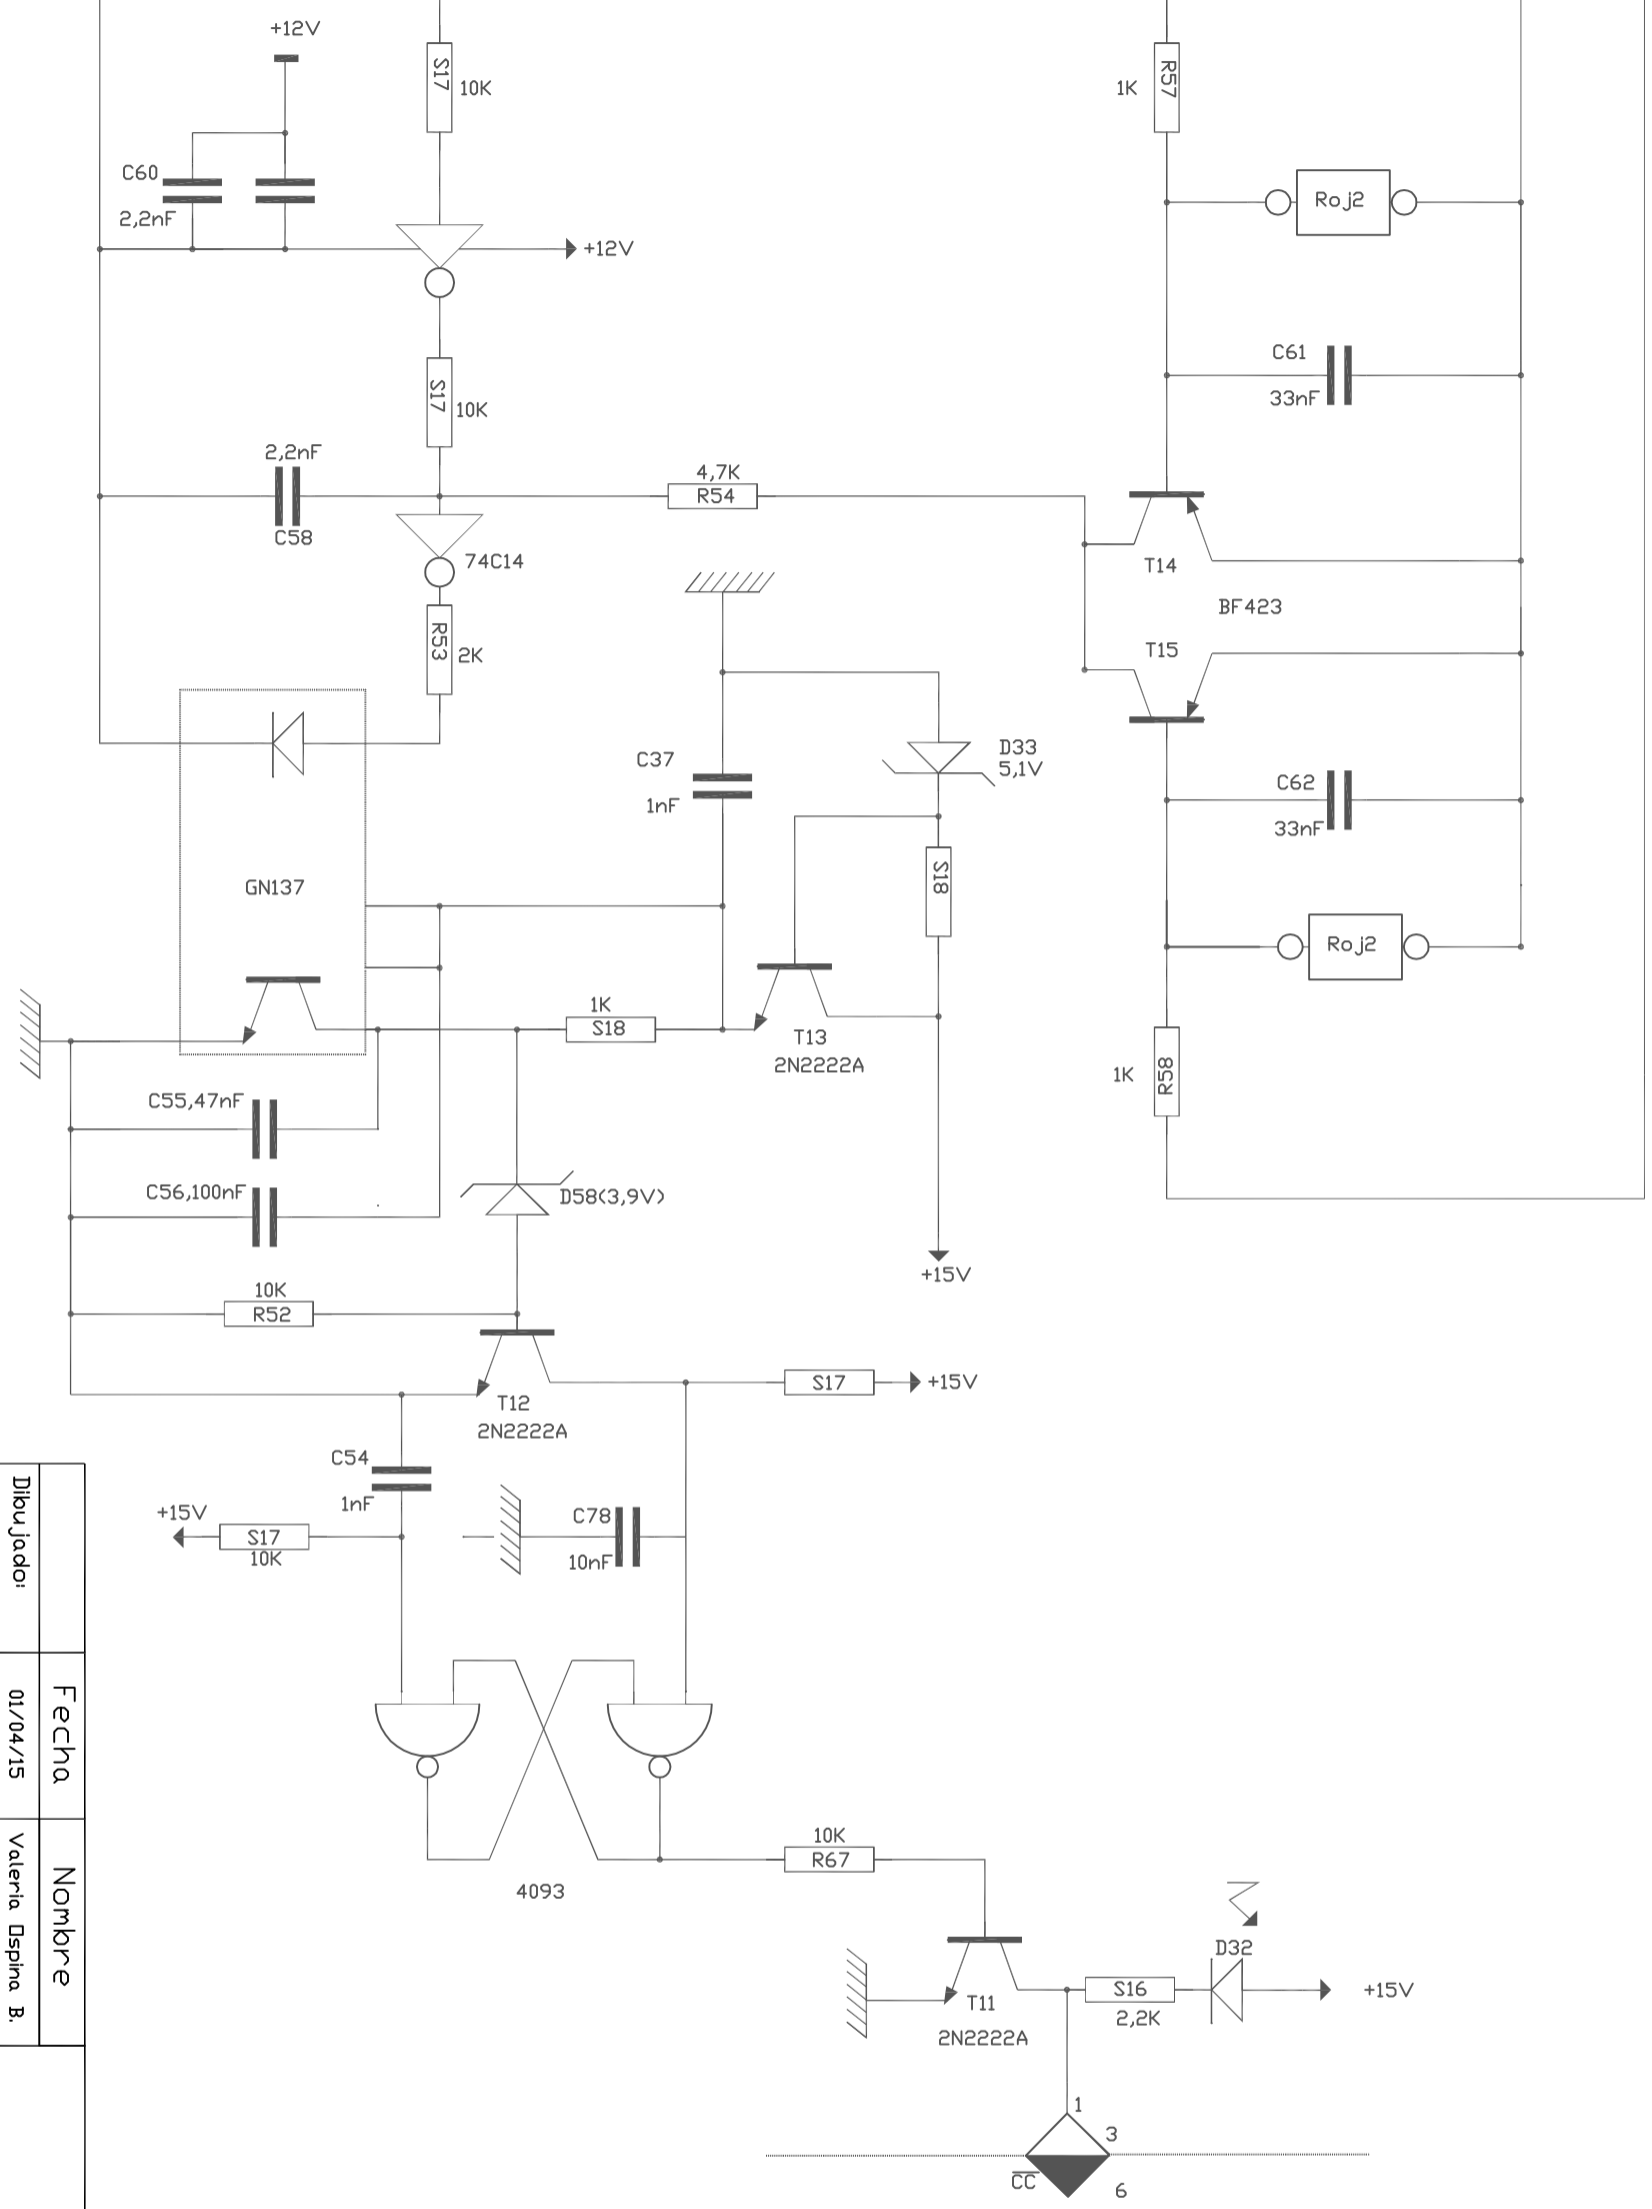 +12V
S17
10K
R57
1K
C60
2,2nF
Roj2
+12V
C61
33nF
S17
10K
2,2nF
C58
4,7K
R54
74C14
T14
BF423
T15
R53
2K
D33
5,1V
C37
1nF
C62
33nF
GN137
S18
Roj2
1K
S18
T13
2N2222A
1K
R58
C55,47nF
C56,100nF
D58(3,9V)
+15V
10K
R52
S17
+15V
T12
2N2222A
C54
1nF
+15V
S17
10K
C78
10nF
4093
10K
R67
D32
+15V
S16
2,2K
T11
2N2222A
1
3
CC
6
Fecha
Nombre
Dibujado:
01/04/15
Valeria Ospina B.